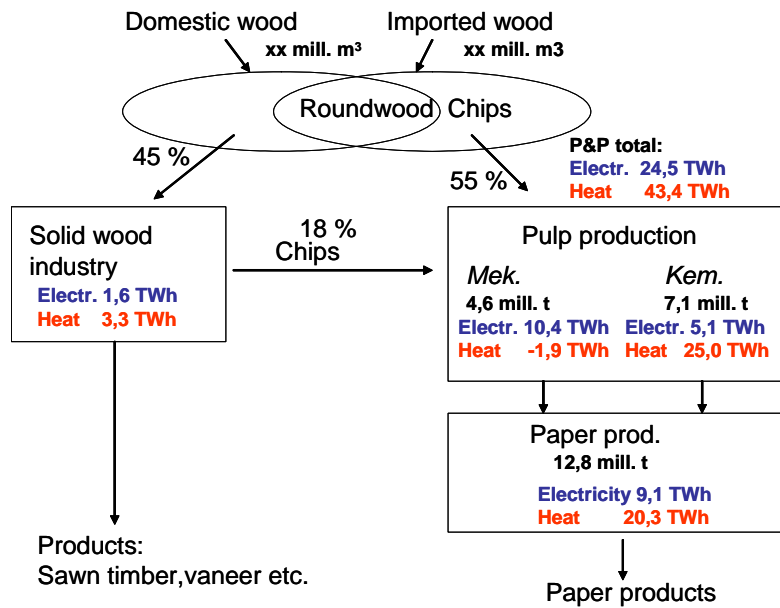 Domestic wood
xx mill. m³
Imported wood
xx mill. m3
Roundwood Chips
45 %
55 %
P&P total:
Electr. 24,5 TWh
Heat 43,4 TWh
Solid wood
industry
Electr. 1,6 TWh
Heat 3,3 TWh
18 %
Chips
Pulp production
Mek.
4,6 mill. t
Electr. 10,4 TWh
Heat -1,9 TWh
Kem.
7,1 mill. t
Electr. 5,1 TWh
Heat 25,0 TWh
Paper prod.
12,8 mill. t
Electricity 9,1 TWh
Heat 20,3 TWh
Products:
Sawn timber,vaneer etc.
Paper products